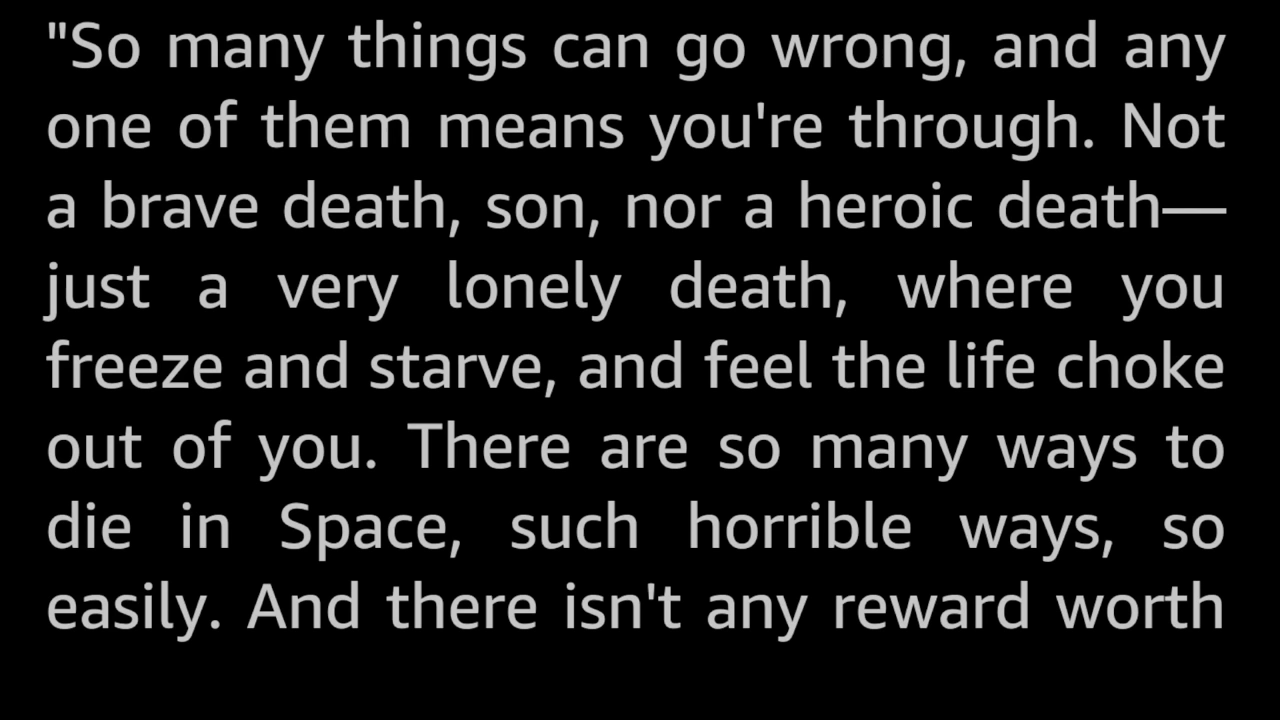 "So many things can go wrong, and any
one of them means you're through. Not
a brave death, son, nor a heroic death—
just a very lonely death, where you
freeze and starve, and feel the life choke
out of you. There are so many ways to
die in Space, such horrible ways, so
easily. And there isn't any reward worth